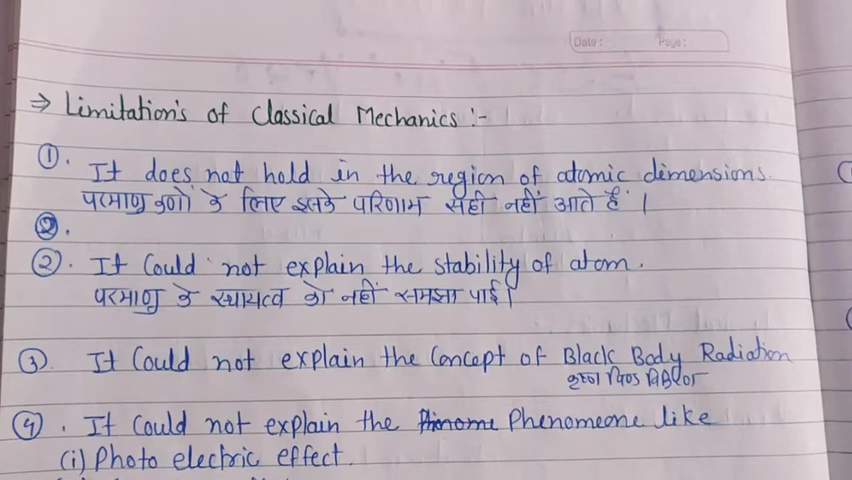 Date : Page :
⇒ Limitation's of Classical Mechanics :-
①. It does not hold in the region of atomic dimensions.
परमाणु कणों के लिए इसके परिणाम सही नहीं आते हैं ।
②.
②. It Could not explain the stability of atom.
परमाणु के स्थायत्व को नहीं समझा पाई।
③. It Could not explain the Concept of Black Body Radiation
कृष्ण पिण्ड विकिरण
④. It Could not explain the Phenomeone like
(i) Photo electric effect.